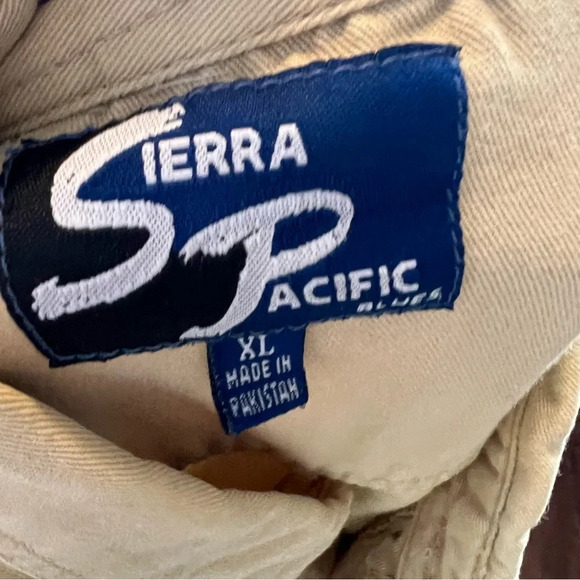 SIERRA
PACIFIC
BLUES
XL
MADE IN
PAKISTAN